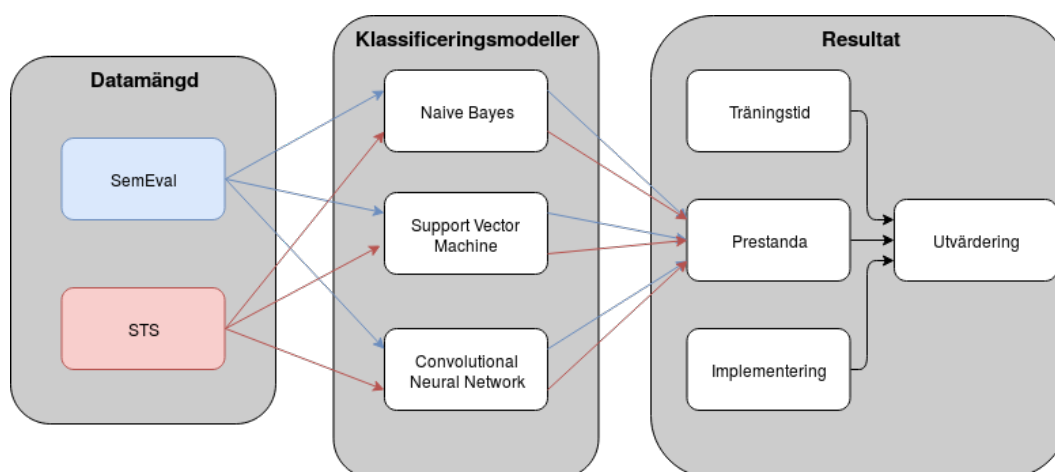 Datamängd
SemEval
STS
Klassificeringsmodeller
Naive Bayes
Support Vector
Machine
Convolutional
Neural Network
Resultat
Träningstid
Prestanda
Implementering
Utvärdering